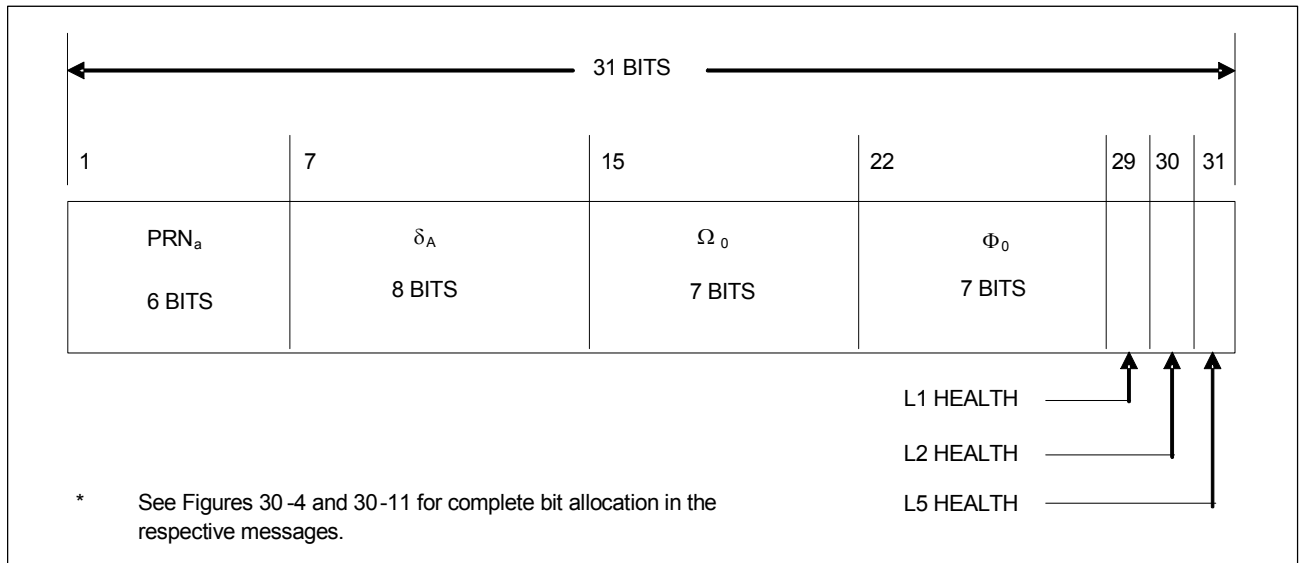 31 BITS
1 7 15 22 29 30 31
PRNₐ δ_A Ω₀ Φ₀
6 BITS 8 BITS 7 BITS 7 BITS
L1 HEALTH
L2 HEALTH
L5 HEALTH
* See Figures 30-4 and 30-11 for complete bit allocation in the
respective messages.